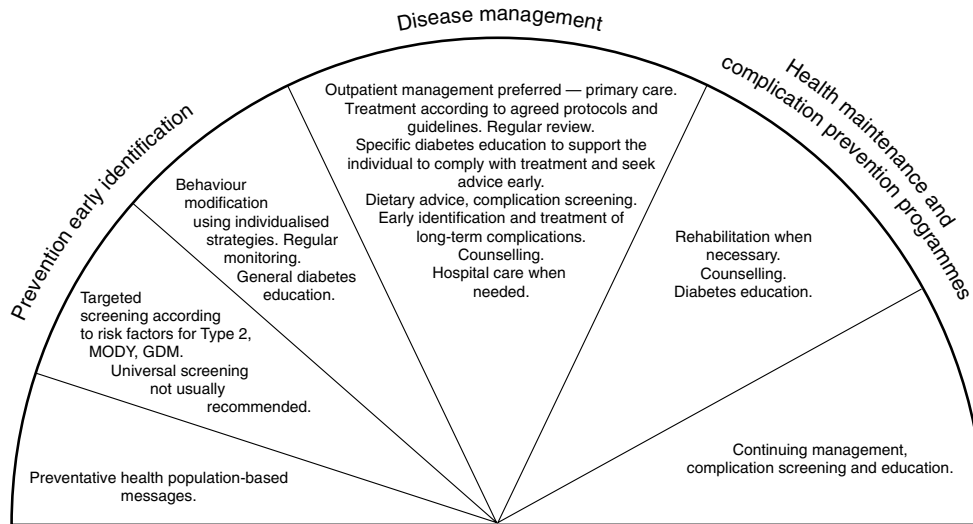 Disease management
Prevention early identification
Health maintenance and
complication prevention programmes
Preventative health population-based
messages.
Targeted
screening according
to risk factors for Type 2,
MODY, GDM.
Universal screening
not usually
recommended.
Behaviour
modification
using individualised
strategies. Regular
monitoring.
General diabetes
education.
Outpatient management preferred — primary care.
Treatment according to agreed protocols and
guidelines. Regular review.
Specific diabetes education to support the
individual to comply with treatment and seek
advice early.
Dietary advice, complication screening.
Early identification and treatment of
long-term complications.
Counselling.
Hospital care when
needed.
Rehabilitation when
necessary.
Counselling.
Diabetes education.
Continuing management,
complication screening and education.